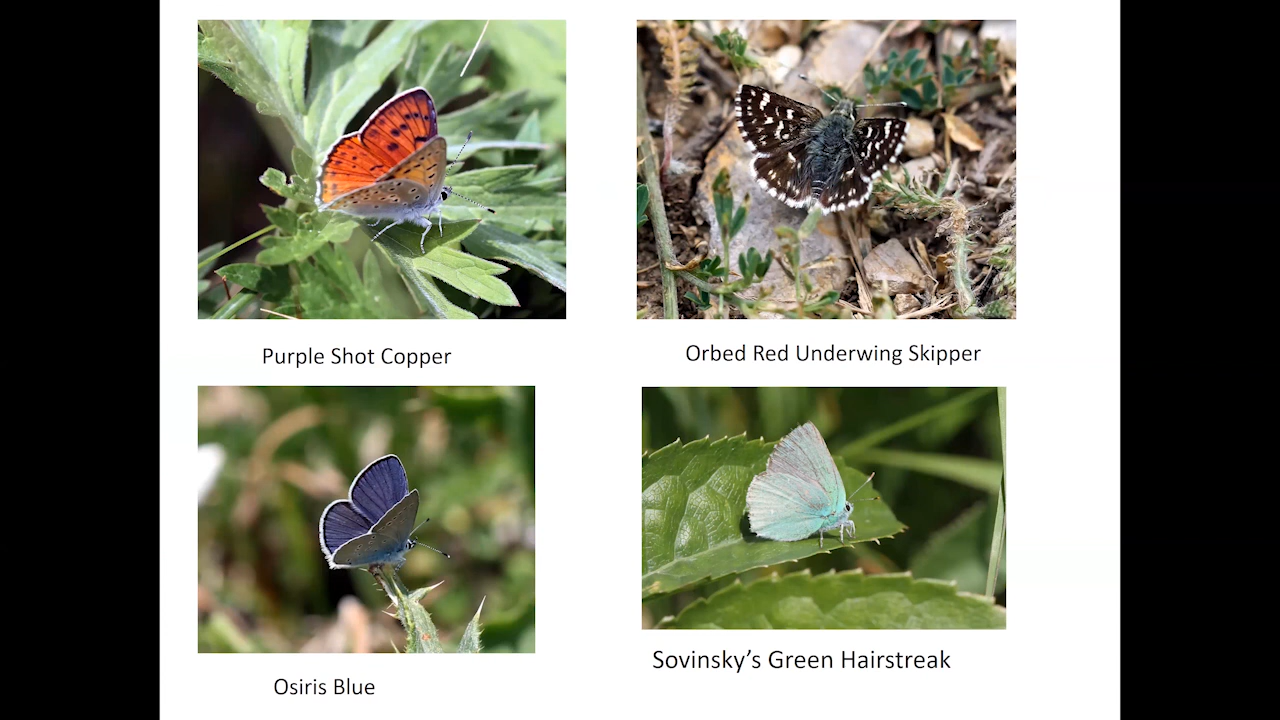 Purple Shot Copper
Orbed Red Underwing Skipper
Osiris Blue
Sovinsky’s Green Hairstreak